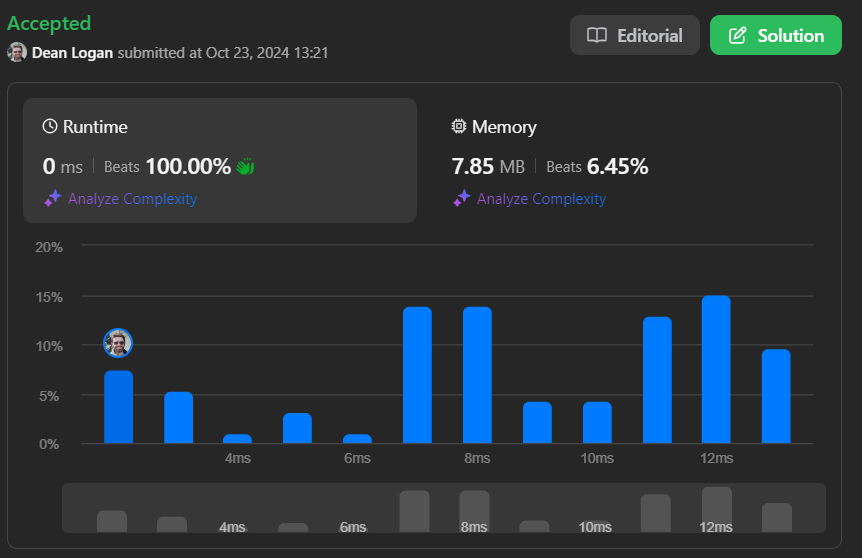 Accepted
Editorial
Solution
Dean Logan submitted at Oct 23, 2024 13:21
Runtime
Memory
0 ms | Beats 100.00%
7.85 MB | Beats 6.45%
Analyze Complexity
Analyze Complexity
20%
15%
10%
5%
0%
4ms 6ms 8ms 10ms 12ms
4ms 6ms 8ms 10ms 12ms